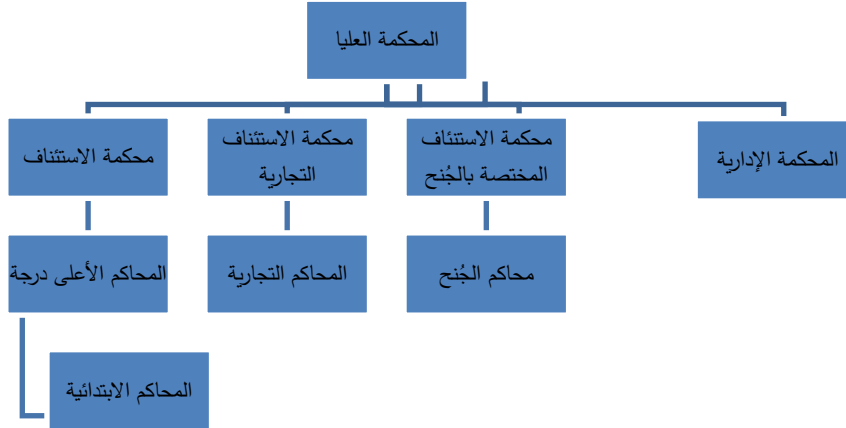 المحكمة العليا
المحكمة الإدارية
محكمة الاستئناف
المختصة بالجُنح
محكمة الاستئناف
التجارية
محكمة الاستئناف
محاكم الجُنح
المحاكم التجارية
المحاكم الأعلى درجة
المحاكم الابتدائية